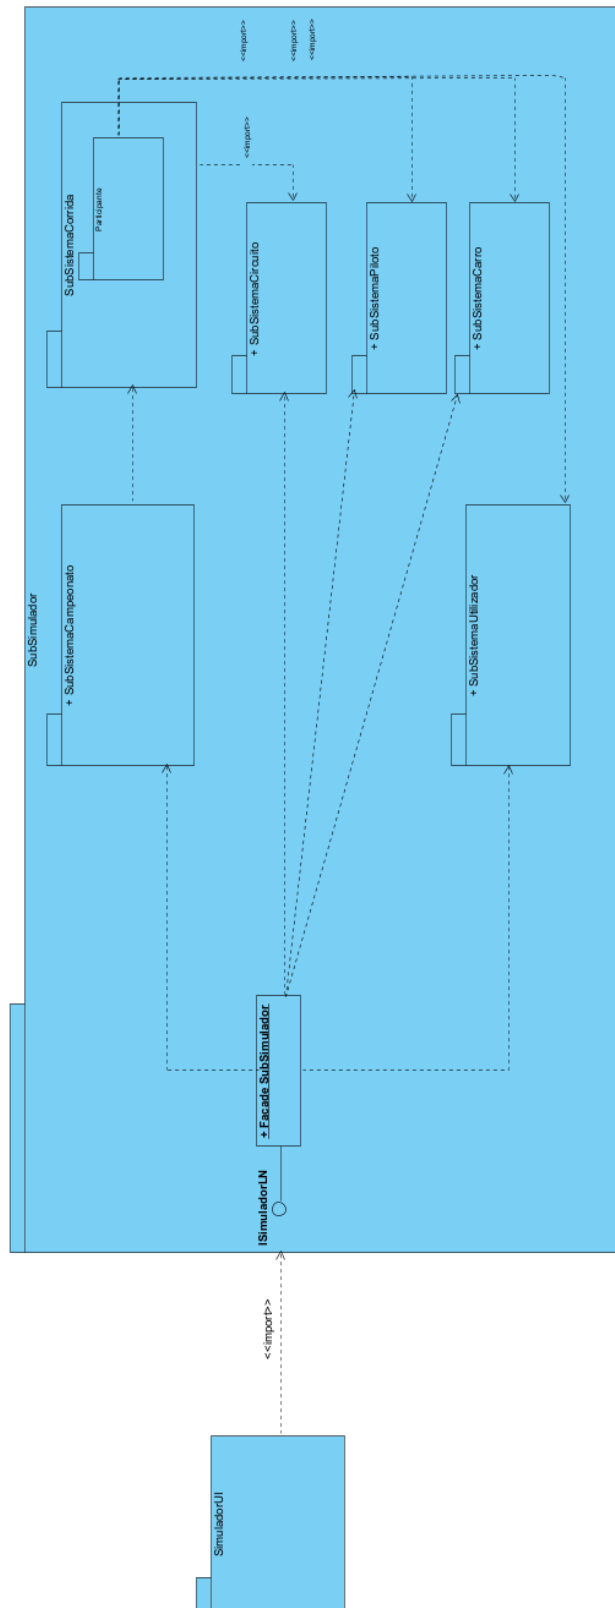 SimuladorUI
<<import>>
SubSimulador
ISimuladorLN
+ Facade SubSimulador
+ SubSistemaCampeonato
+ SubSistemaUtilizador
SubSistemaCorrida
Participante
<<import>>
+ SubSistemaCircuito
+ SubSistemaPiloto
+ SubSistemaCarro
<<import>>
<<import>>
<<import>>